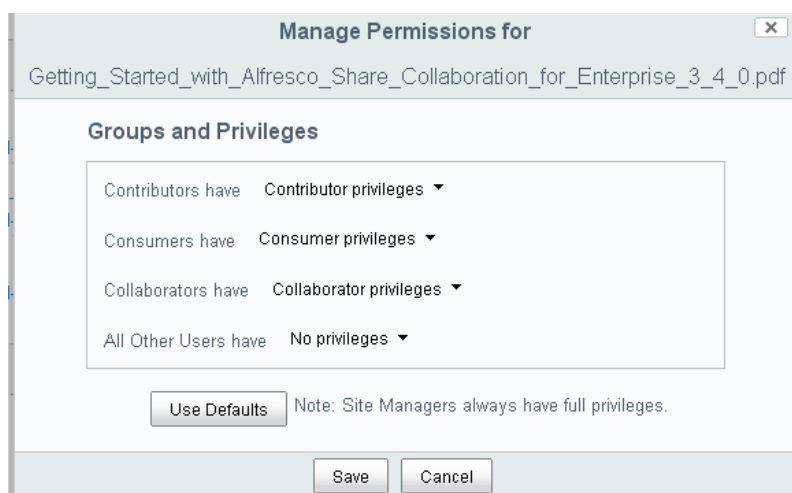 Manage Permissions for
Getting_Started_with_Alfresco_Share_Collaboration_for_Enterprise_3_4_0.pdf
Groups and Privileges
Contributors have Contributor privileges
Consumers have Consumer privileges
Collaborators have Collaborator privileges
All Other Users have No privileges
Use Defaults Note: Site Managers always have full privileges.
Save Cancel